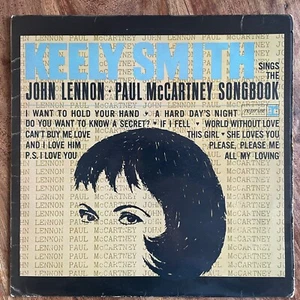 KEELY SMITH
SINGS
THE
JOHN LENNON · PAUL McCARTNEY SONGBOOK
I WANT TO HOLD YOUR HAND · A HARD DAY'S NIGHT
DO YOU WANT TO KNOW A SECRET? · IF I FELL · WORLD WITHOUT LOVE
CAN'T BUY ME LOVE
THIS GIRL · SHE LOVES YOU
AND I LOVE HIM
PLEASE, PLEASE ME
P.S. I LOVE YOU
ALL MY LOVING